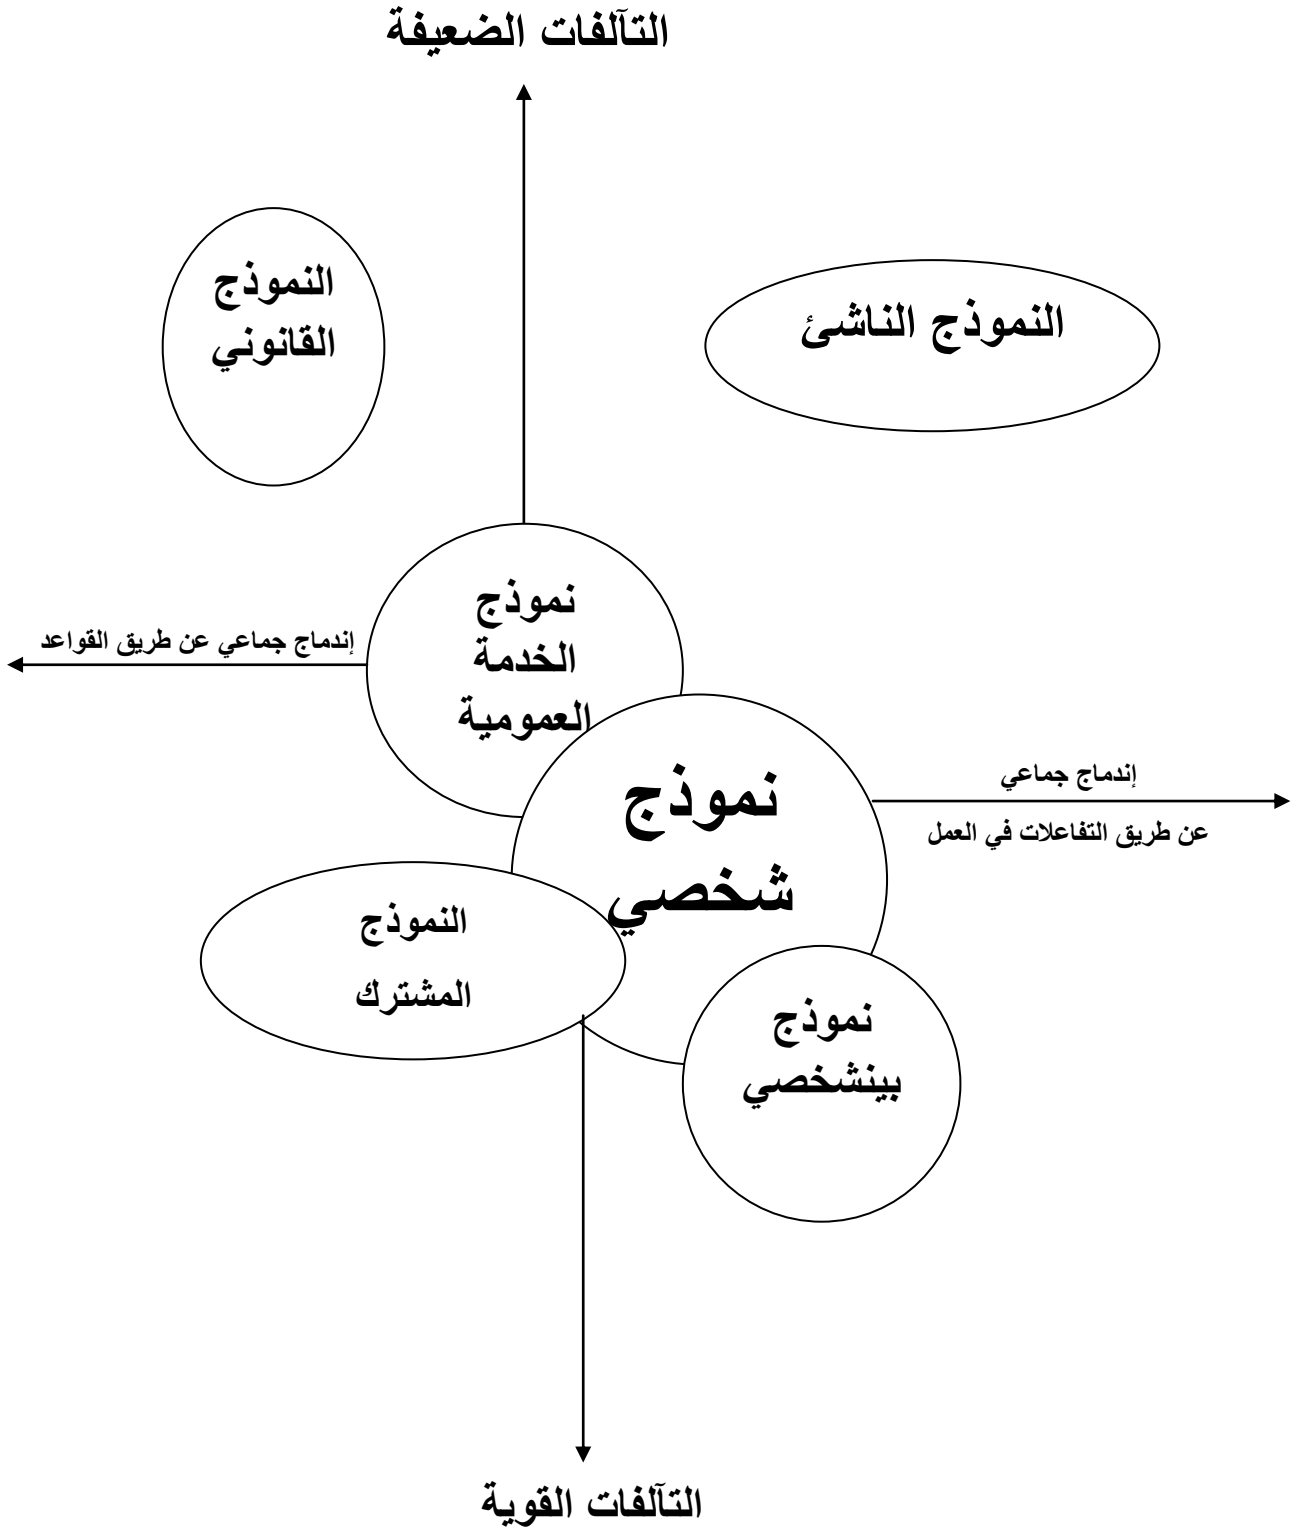 التآلفات الضعيفة
النموذج
القانوني
النموذج الناشئ
نموذج
الخدمة
العمومية
إندماج جماعي عن طريق القواعد
نموذج
شخصي
إندماج جماعي
عن طريق التفاعلات في العمل
النموذج
المشترك
نموذج
بينشخصي
التآلفات القوية